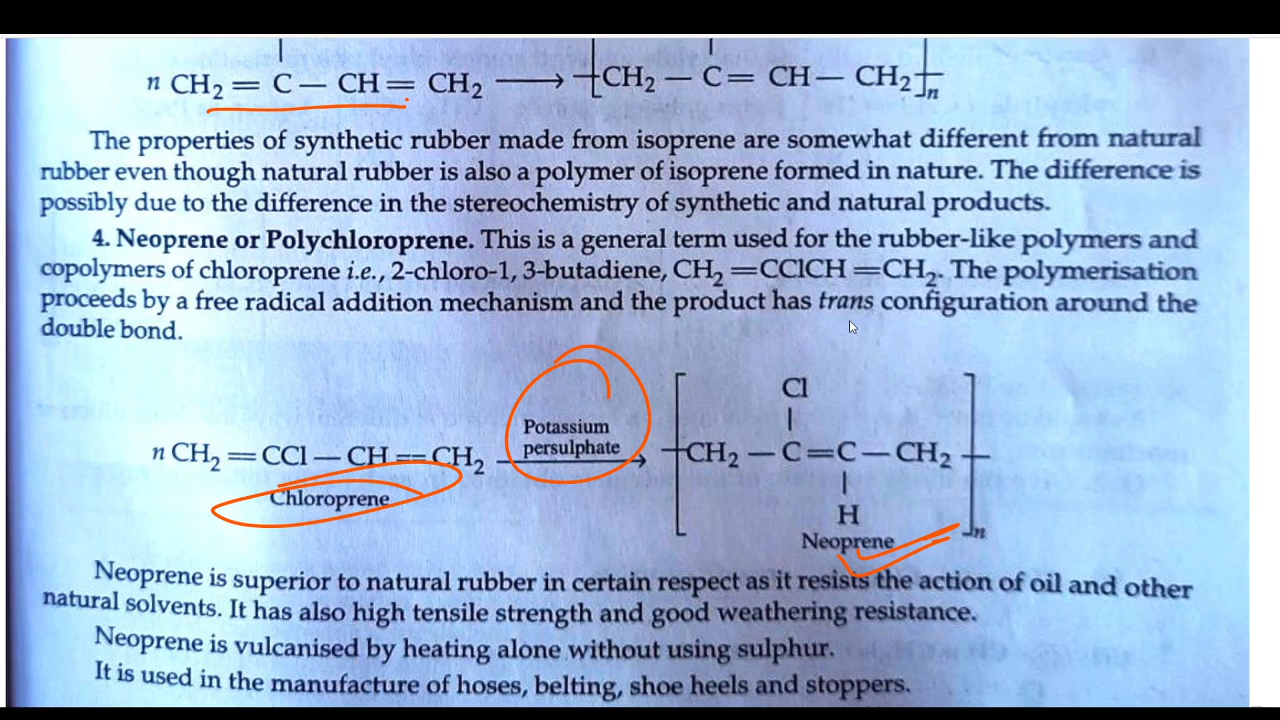 n CH₂ = C — CH = CH₂ ⟶ [CH₂ — C = CH — CH₂]n
The properties of synthetic rubber made from isoprene are somewhat different from natural
rubber even though natural rubber is also a polymer of isoprene formed in nature. The difference is
possibly due to the difference in the stereochemistry of synthetic and natural products.
4. Neoprene or Polychloroprene. This is a general term used for the rubber-like polymers and
copolymers of chloroprene i.e., 2-chloro-1, 3-butadiene, CH₂ =CClCH =CH₂. The polymerisation
proceeds by a free radical addition mechanism and the product has trans configuration around the
double bond.
Cl
Potassium
persulphate
n CH₂ =CCl — CH =CH₂ ⟶ [CH₂ — C=C — CH₂]n
Chloroprene
H
Neoprene
Neoprene is superior to natural rubber in certain respect as it resists the action of oil and other
natural solvents. It has also high tensile strength and good weathering resistance.
Neoprene is vulcanised by heating alone without using sulphur.
It is used in the manufacture of hoses, belting, shoe heels and stoppers.